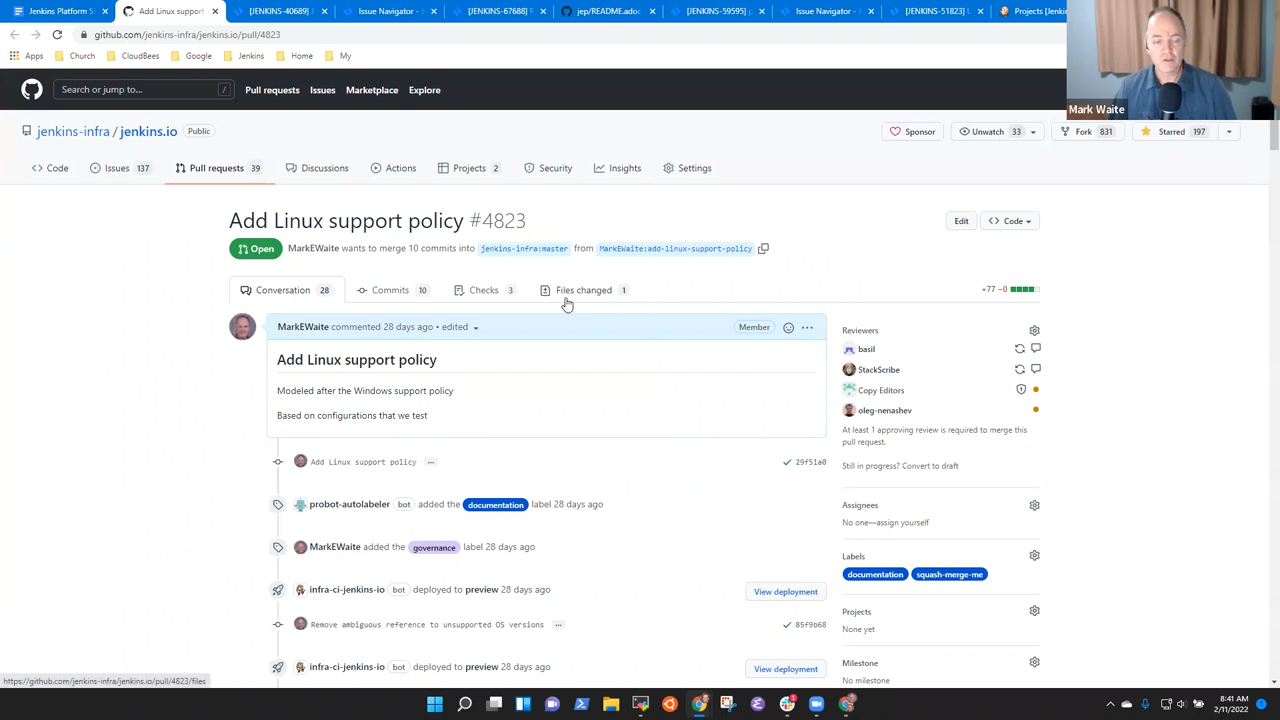 Jenkins Platform S
Add Linux support
[JENKINS-40689]
Issue Navigator -
[JENKINS-67688]
jep/README.adoc
[JENKINS-59595] p
Issue Navigator -
[JENKINS-51823]
Projects [Jenk
github.com/jenkins-infra/jenkins.io/pull/4823
Apps
Church
CloudBees
Google
Jenkins
Home
My
Search or jump to...
/
Pull requests
Issues
Marketplace
Explore
Mark Waite
jenkins-infra / jenkins.io
Public
Sponsor
Unwatch 33
Fork 831
Starred 197
Code
Issues 137
Pull requests 39
Discussions
Actions
Projects 2
Security
Insights
Settings
Add Linux support policy #4823
Edit
Code
Open
MarkEWaite wants to merge 10 commits into jenkins-infra:master from MarkEWaite:add-linux-support-policy
Conversation 28
Commits 10
Checks 3
Files changed 1
+77 −0
MarkEWaite commented 28 days ago • edited
Member
Add Linux support policy
Modeled after the Windows support policy
Based on configurations that we test
Add Linux support policy ...
29f51a0
probot-autolabeler bot added the documentation label 28 days ago
MarkEWaite added the governance label 28 days ago
infra-ci-jenkins-io bot deployed to preview 28 days ago
View deployment
Remove ambiguous reference to unsupported OS versions ...
85f9b68
infra-ci-jenkins-io bot deployed to preview 28 days ago
View deployment
Reviewers
basil
StackScribe
Copy Editors
oleg-nenashev
At least 1 approving review is required to merge this
pull request.
Still in progress? Convert to draft
Assignees
No one—assign yourself
Labels
documentation
squash-merge-me
Projects
None yet
Milestone
No milestone
https://github.com/jenkins-infra/jenkins.io/pull/4823/files
8:41 AM
2/11/2022